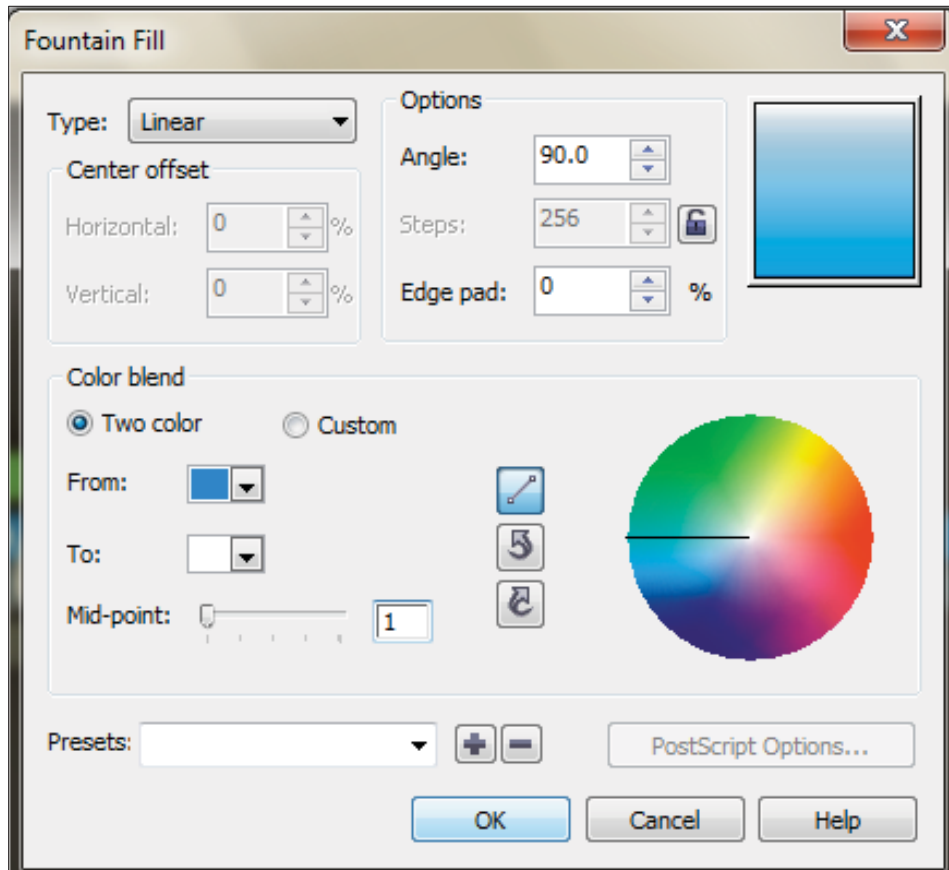 Fountain Fill
Type: Linear
Center offset
Horizontal: 0 %
Vertical: 0 %
Options
Angle: 90.0
Steps: 256
Edge pad: 0 %
Color blend
Two color Custom
From:
To:
Mid-point: 1
Presets:
PostScript Options...
OK Cancel Help